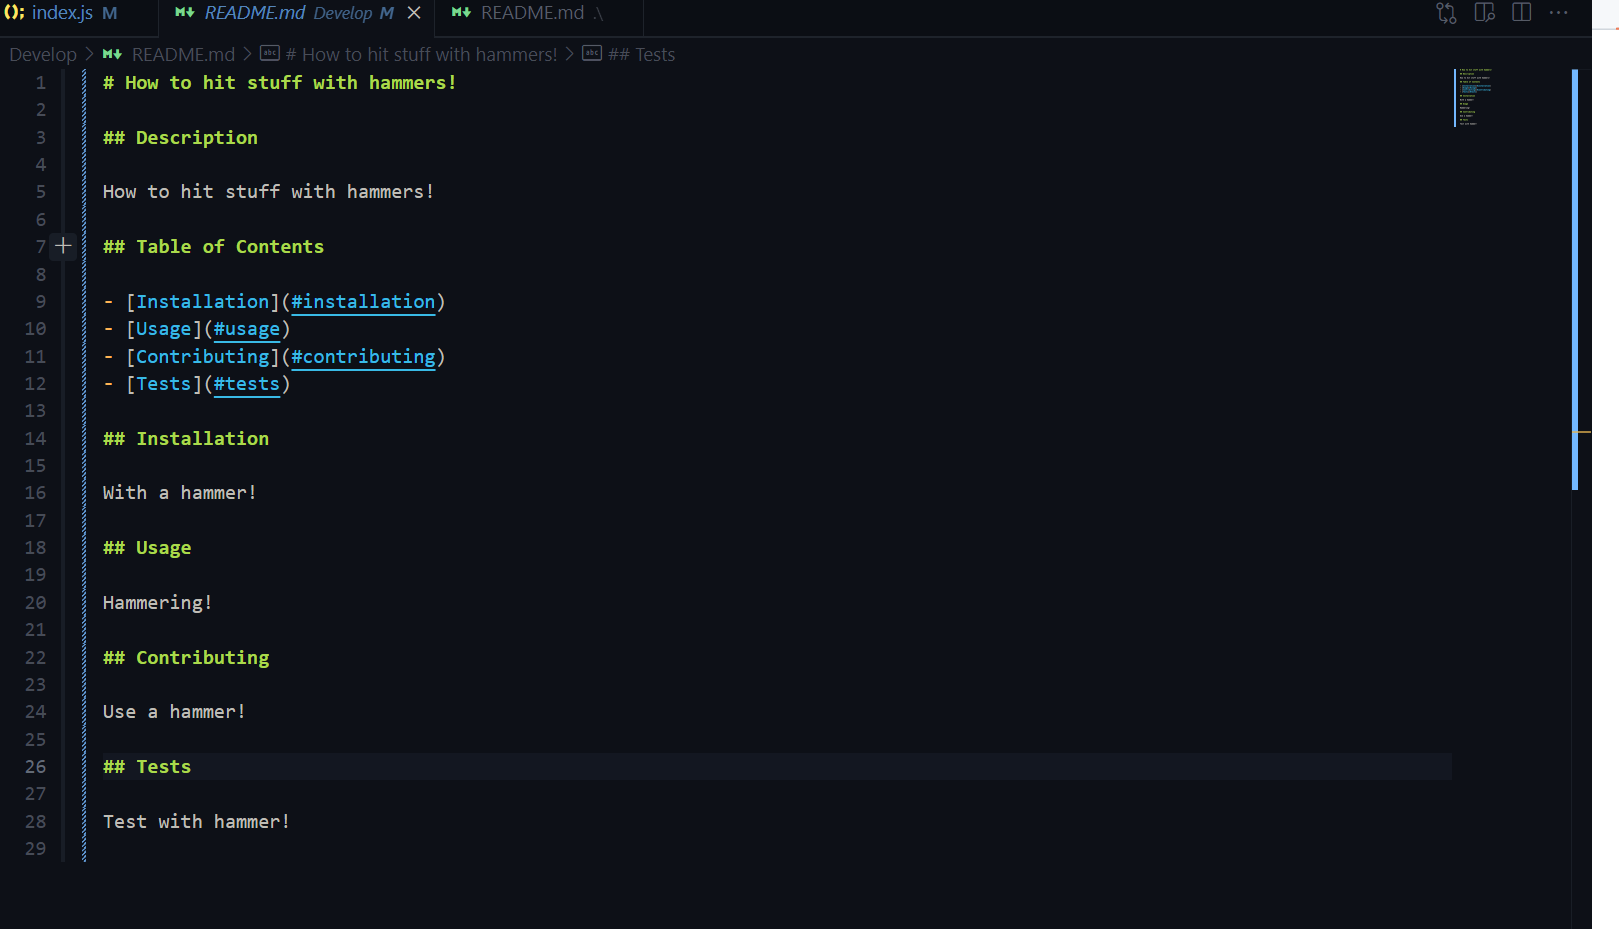 index.js M
README.md Develop M
README.md .\
Develop > README.md > # How to hit stuff with hammers! > ## Tests
1 # How to hit stuff with hammers!
2
3 ## Description
4
5 How to hit stuff with hammers!
6
7 ## Table of Contents
8
9 - [Installation](#installation)
10 - [Usage](#usage)
11 - [Contributing](#contributing)
12 - [Tests](#tests)
13
14 ## Installation
15
16 With a hammer!
17
18 ## Usage
19
20 Hammering!
21
22 ## Contributing
23
24 Use a hammer!
25
26 ## Tests
27
28 Test with hammer!
29